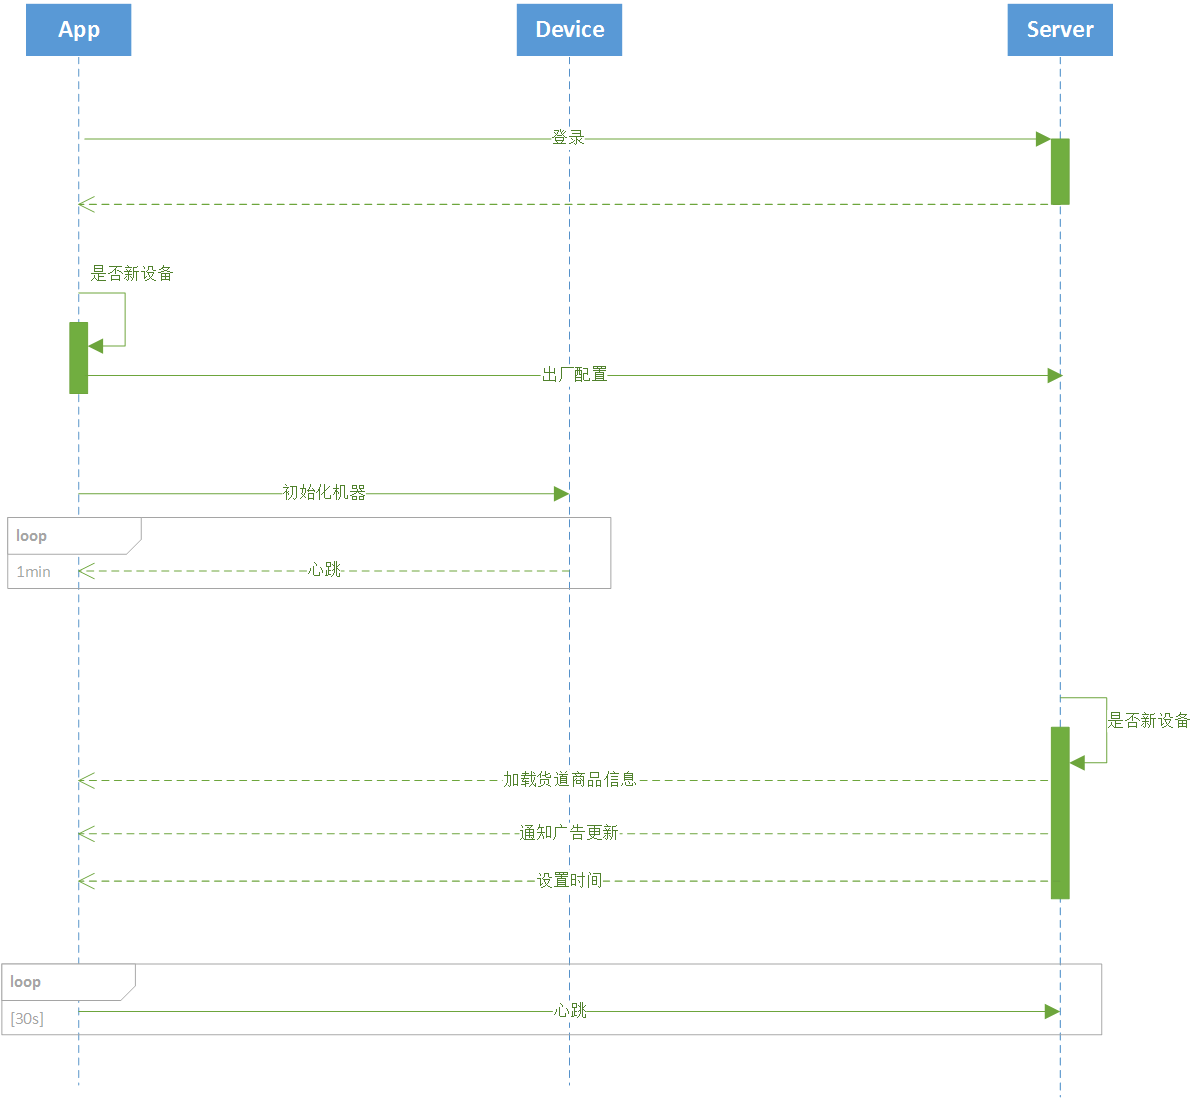 App
Device
Server
登录
是否新设备
出厂配置
初始化机器
loop
1min
心跳
是否新设备
加载货道商品信息
通知广告更新
设置时间
loop
[30s]
心跳